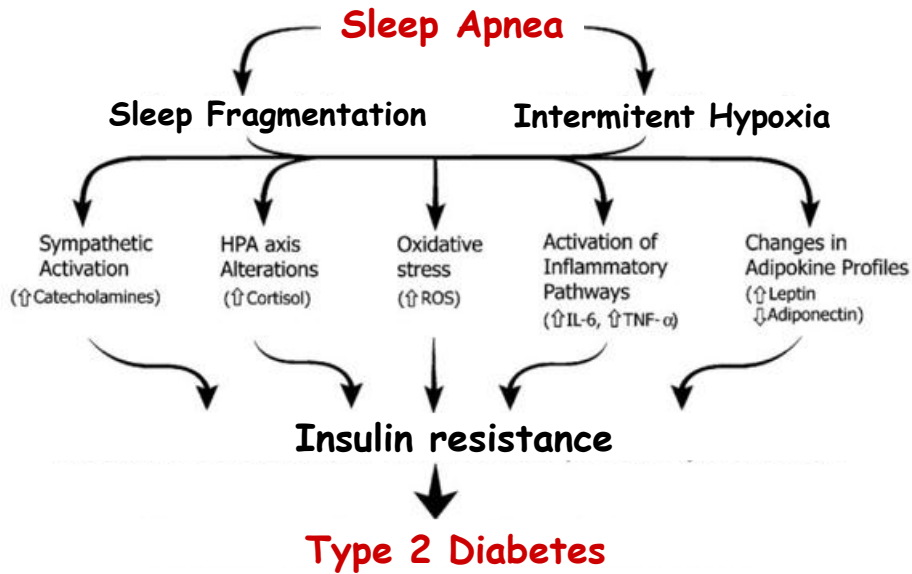 Sleep Apnea
Sleep Fragmentation
Intermitent Hypoxia
Sympathetic
Activation
(⇧Catecholamines)
HPA axis
Alterations
(⇧Cortisol)
Oxidative
stress
(⇧ROS)
Activation of
Inflammatory
Pathways
(⇧IL-6, ⇧TNF-α)
Changes in
Adipokine Profiles
(⇧Leptin
⇩Adiponectin)
Insulin resistance
Type 2 Diabetes